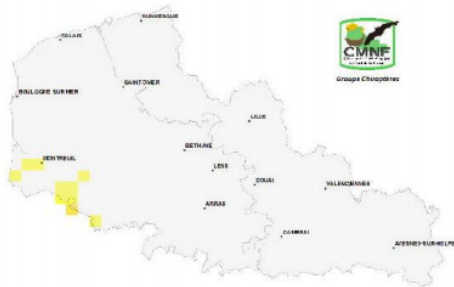 DUNKERQUE
CALAIS
CMNF
Groupe Chiroptères
SAINT-OMER
BOULOGNE SUR MER
LILLE
BETHUNE
MONTREUIL
LENS
DOUAI
VALENCIENNES
ARRAS
CAMBRAI
AVESNES-SUR-HELPE